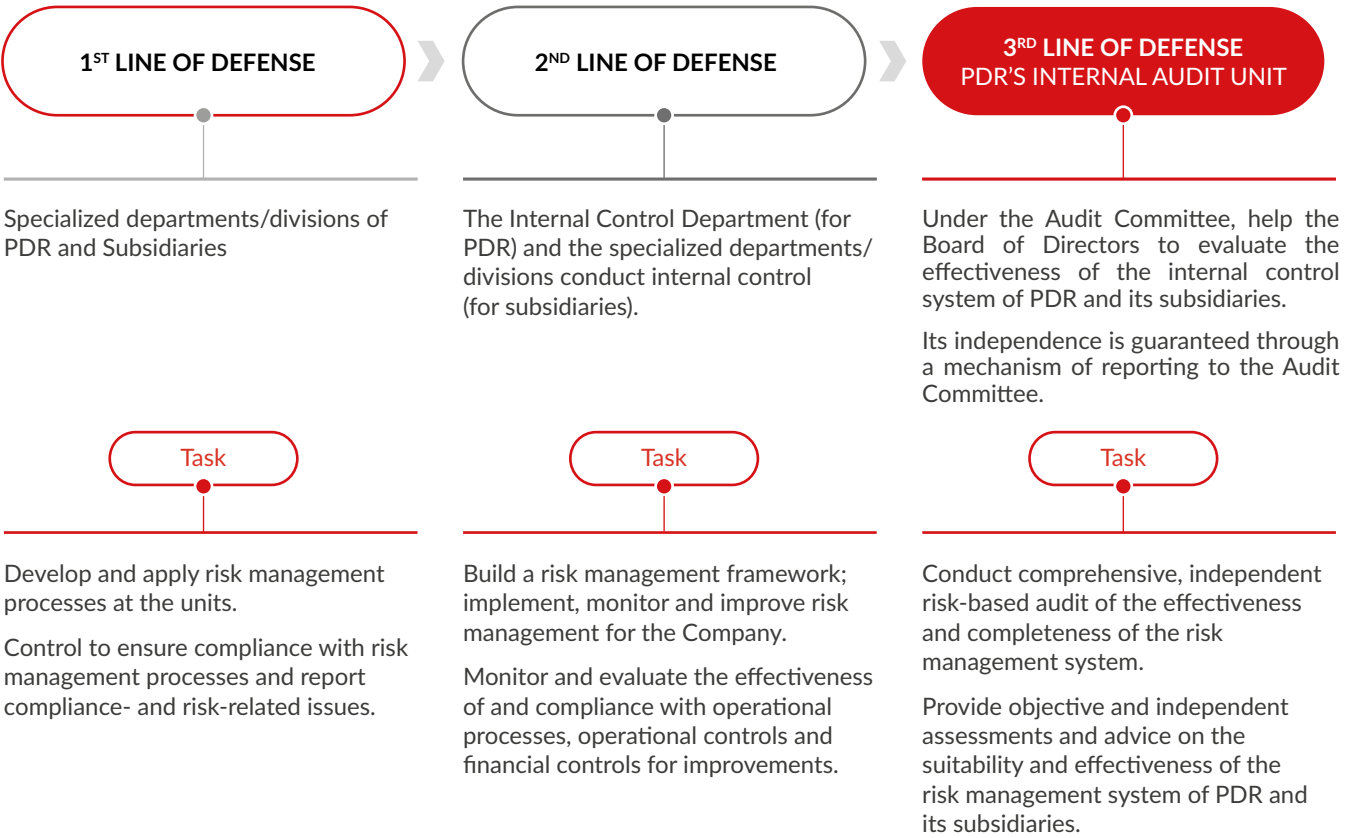 1ST LINE OF DEFENSE
2ND LINE OF DEFENSE
3RD LINE OF DEFENSE
PDR'S INTERNAL AUDIT UNIT
Specialized departments/divisions of
PDR and Subsidiaries
The Internal Control Department (for
PDR) and the specialized departments/
divisions conduct internal control
(for subsidiaries).
Under the Audit Committee, help the
Board of Directors to evaluate the
effectiveness of the internal control
system of PDR and its subsidiaries.
Its independence is guaranteed through
a mechanism of reporting to the Audit
Committee.
Task
Task
Task
Develop and apply risk management
processes at the units.
Control to ensure compliance with risk
management processes and report
compliance- and risk-related issues.
Build a risk management framework;
implement, monitor and improve risk
management for the Company.
Monitor and evaluate the effectiveness
of and compliance with operational
processes, operational controls and
financial controls for improvements.
Conduct comprehensive, independent
risk-based audit of the effectiveness
and completeness of the risk
management system.
Provide objective and independent
assessments and advice on the
suitability and effectiveness of the
risk management system of PDR and
its subsidiaries.